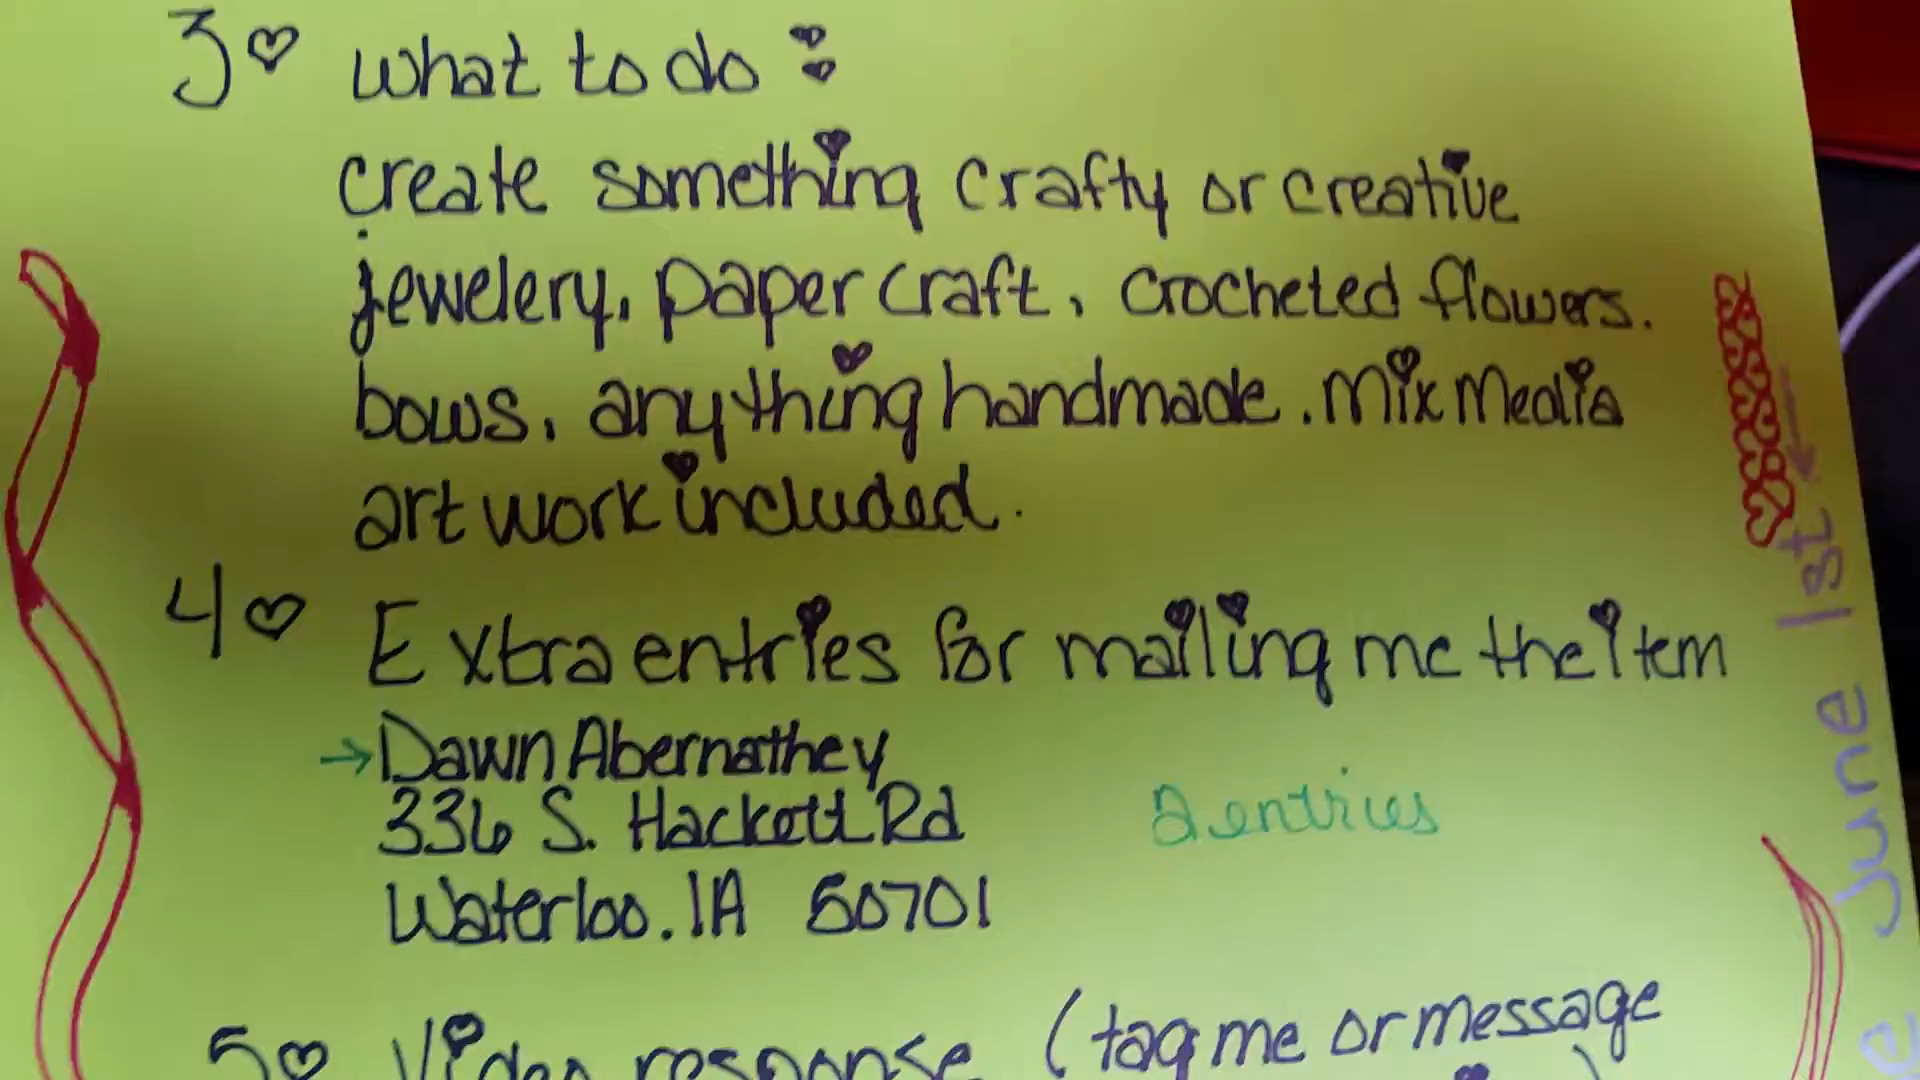 3♡ what to do :
create something crafty or creative
jewelery, paper craft, crocheted flowers.
bows, anything handmade. Mix Media
art work included.
4♡ Extra entries for mailing me the item
→ Dawn Abernathey
336 S. Hackett Rd
2 entries
Waterloo. IA 50701
5♡ Video response (tag me or message
June 1st